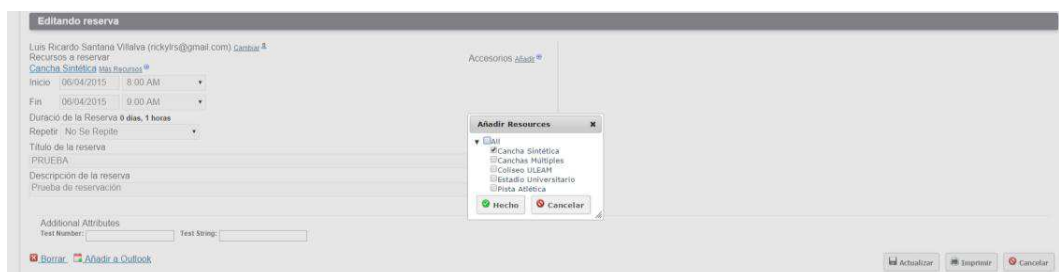 Editando reserva
Luis Ricardo Santana Villalva (rickylrs@gmail.com) Cambiar
Recursos a reservar
Accesorios Añadir
Cancha Sintética Más Recursos
Inicio 06/04/2015 8:00 AM
Fin 06/04/2015 9:00 AM
Duració de la Reserva 0 días, 1 horas
Repetir No Se Repite
Título de la reserva
PRUEBA
Descripción de la reserva
Prueba de reservación
Añadir Resources
All
Cancha Sintética
Canchas Múltiples
Coliseo ULEAM
Estadio Universitario
Pista Atlética
Hecho Cancelar
Additional Attributes
Test Number: Test String:
Borrar Añadir a Outlook
Actualizar Imprimir Cancelar